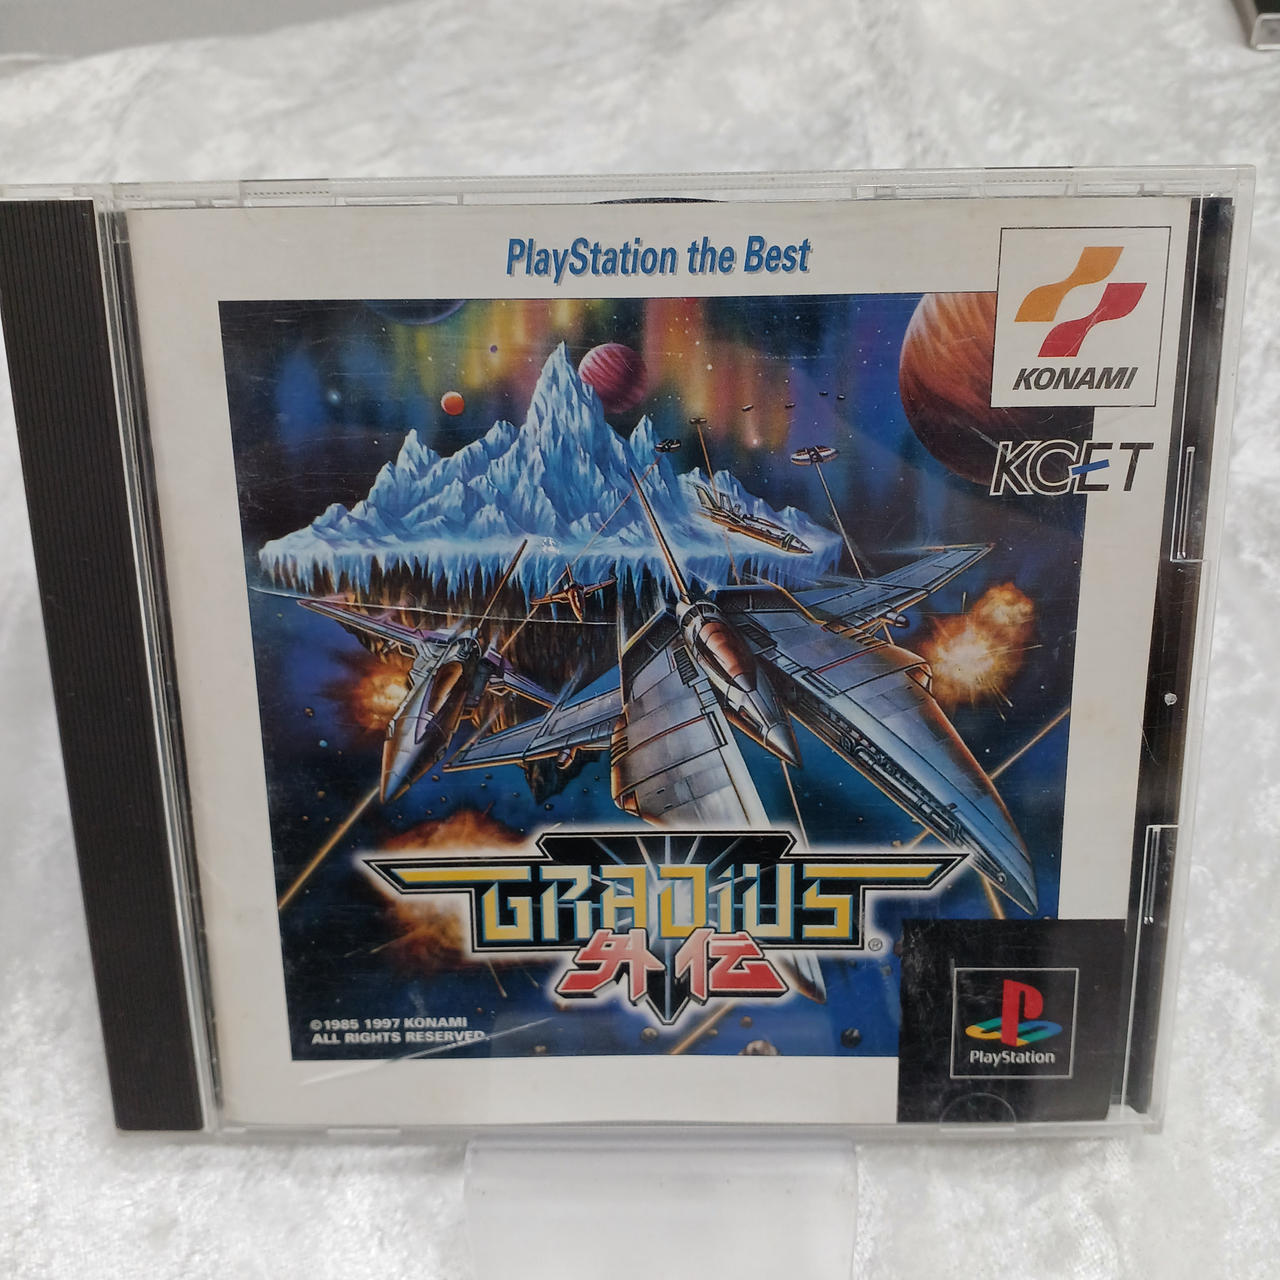 PlayStation the Best
KONAMI
KCET
GRADIUS
外伝
®
©1985 1997 KONAMI
ALL RIGHTS RESERVED.
PlayStation